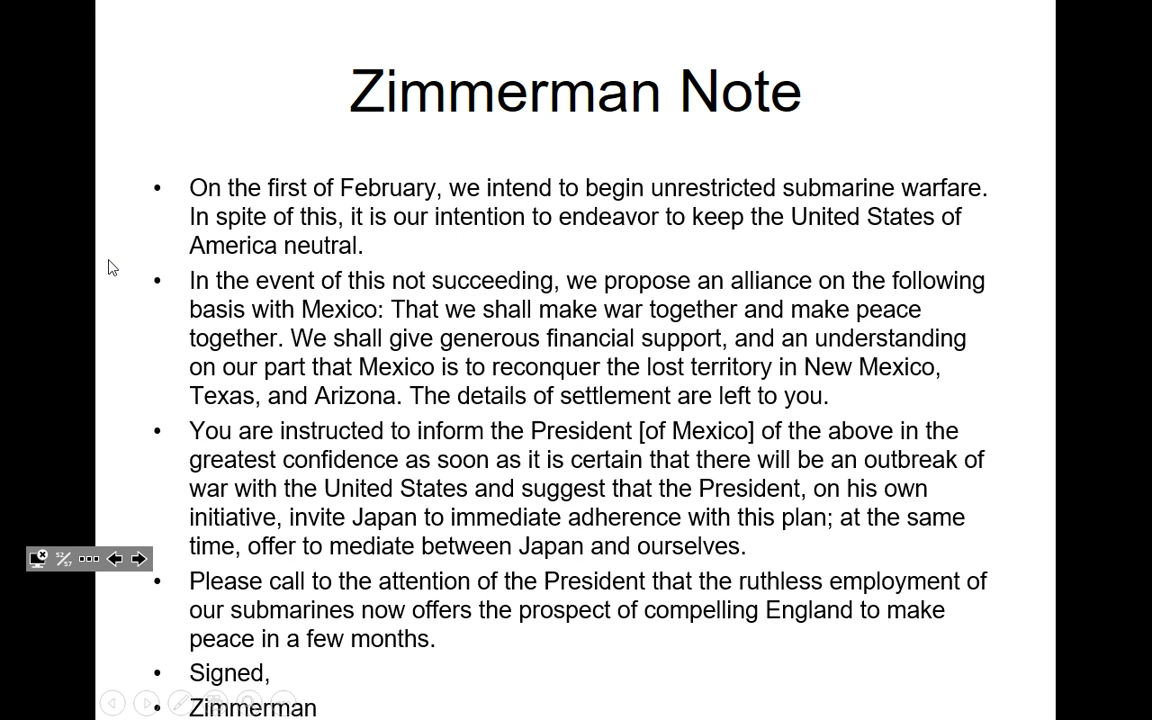 Zimmerman Note
• On the first of February, we intend to begin unrestricted submarine warfare.
In spite of this, it is our intention to endeavor to keep the United States of
America neutral.
• In the event of this not succeeding, we propose an alliance on the following
basis with Mexico: That we shall make war together and make peace
together. We shall give generous financial support, and an understanding
on our part that Mexico is to reconquer the lost territory in New Mexico,
Texas, and Arizona. The details of settlement are left to you.
• You are instructed to inform the President [of Mexico] of the above in the
greatest confidence as soon as it is certain that there will be an outbreak of
war with the United States and suggest that the President, on his own
initiative, invite Japan to immediate adherence with this plan; at the same
time, offer to mediate between Japan and ourselves.
52/57
• Please call to the attention of the President that the ruthless employment of
our submarines now offers the prospect of compelling England to make
peace in a few months.
• Signed,
• Zimmerman